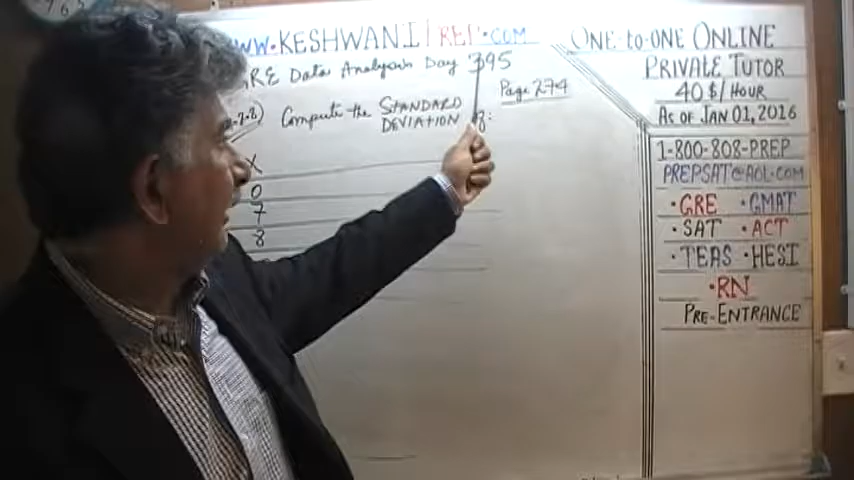 WW.KESHWANI PREP.COM
GRE Data Analysis Day 395
Page 274
Compute the STANDARD DEVIATION of:
X
0
7
8
ONE-to-ONE ONLINE
PRIVATE TUTOR
40 $/HOUR
AS OF JAN 01, 2016
1-800-808-PREP
PREPSAT@AOL.COM
•GRE •GMAT
•SAT •ACT
•TEAS •HESI
•RN
PRE-ENTRANCE